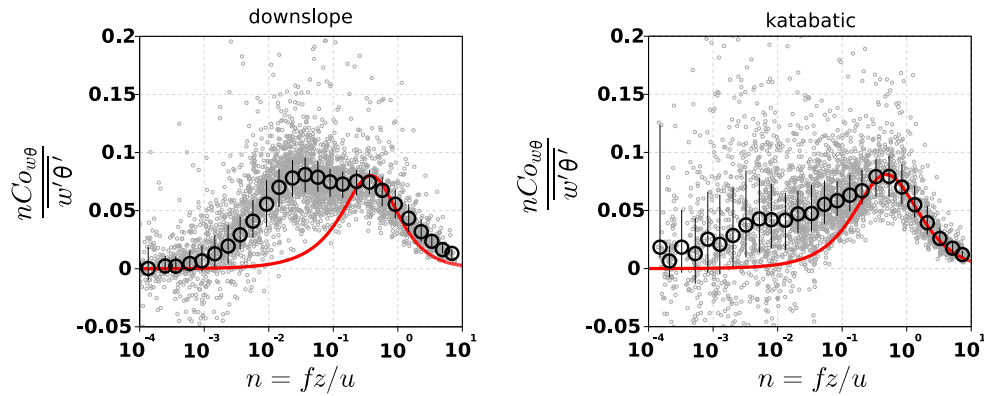 downslope
0.2
0.15
0.1
0.05
0
-0.05
nCo_{wθ}
\overline{w'θ'}
10^{-4} 10^{-3} 10^{-2} 10^{-1} 10^{0} 10^{1}
n = fz/u
katabatic
0.2
0.15
0.1
0.05
0
-0.05
nCo_{wθ}
\overline{w'θ'}
10^{-4} 10^{-3} 10^{-2} 10^{-1} 10^{0} 10^{1}
n = fz/u